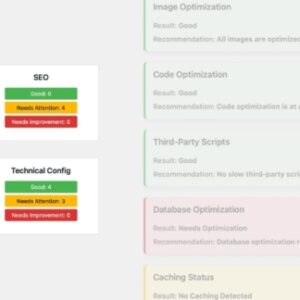 SEO
Good: 6
Needs Attention: 4
Needs Improvement: 0
Technical Config
Good: 4
Needs Attention: 3
Needs Improvement: 0
Image Optimization
Result: Good
Recommendation: All images are optimized
Code Optimization
Result: Good
Recommendation: Code optimization is at
Third-Party Scripts
Result: Good
Recommendation: No slow third-party
Database Optimization
Result: Needs Optimization
Recommendation: Database optimization
Caching Status
Result: No Caching Detected